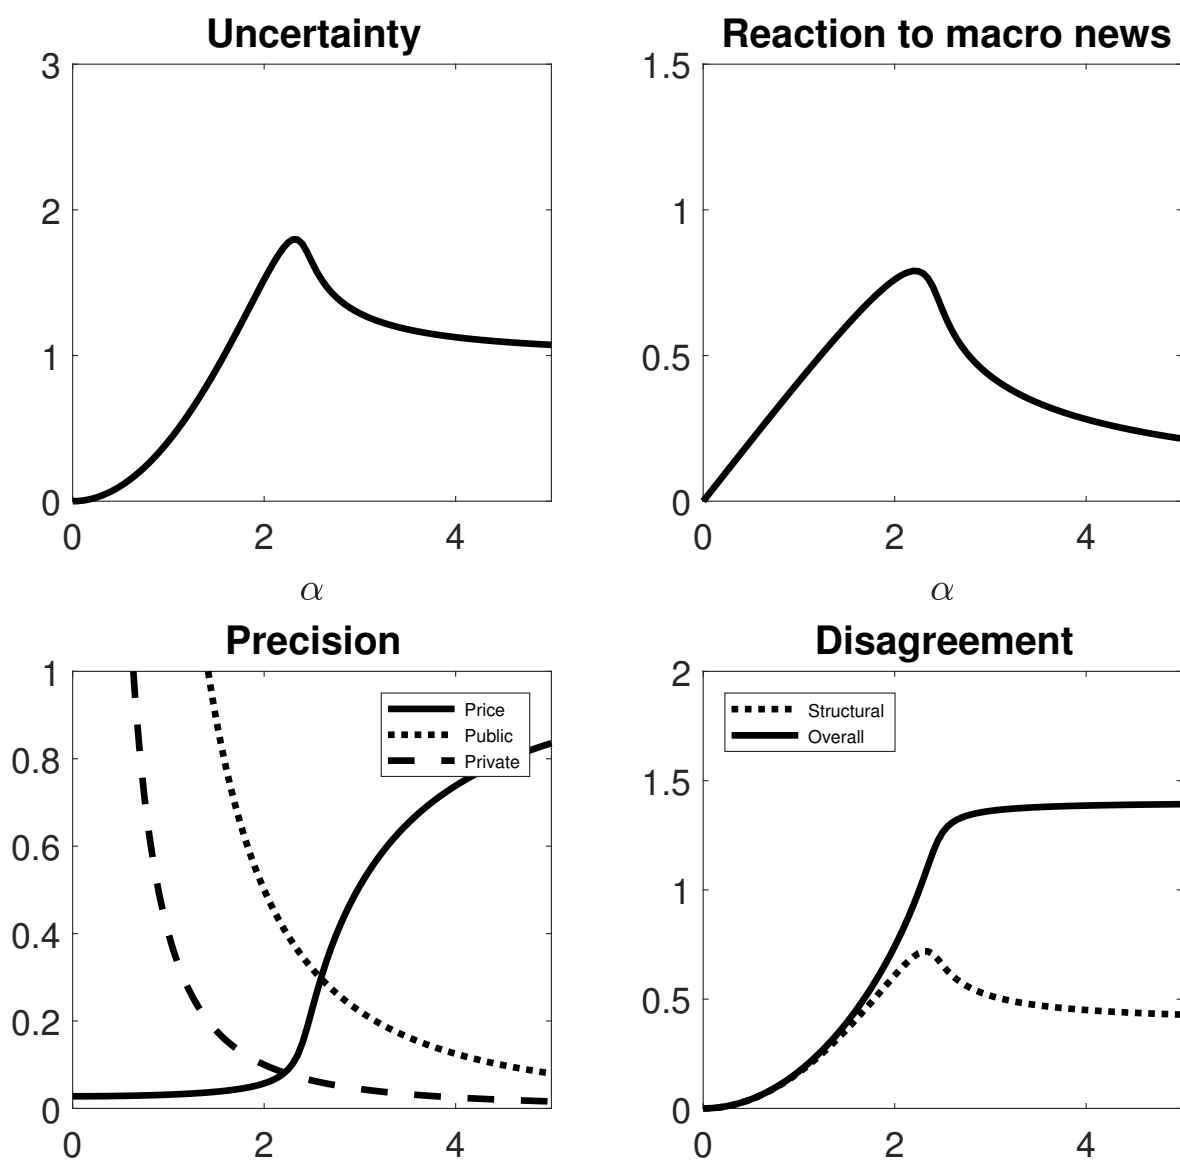 Uncertainty
3
2
1
0
0 2 4
α
Reaction to macro news
1.5
1
0.5
0
0 2 4
α
Precision
1
0.8
0.6
0.4
0.2
0
0 2 4
Price
Public
Private
Disagreement
2
1.5
1
0.5
0
0 2 4
Structural
Overall